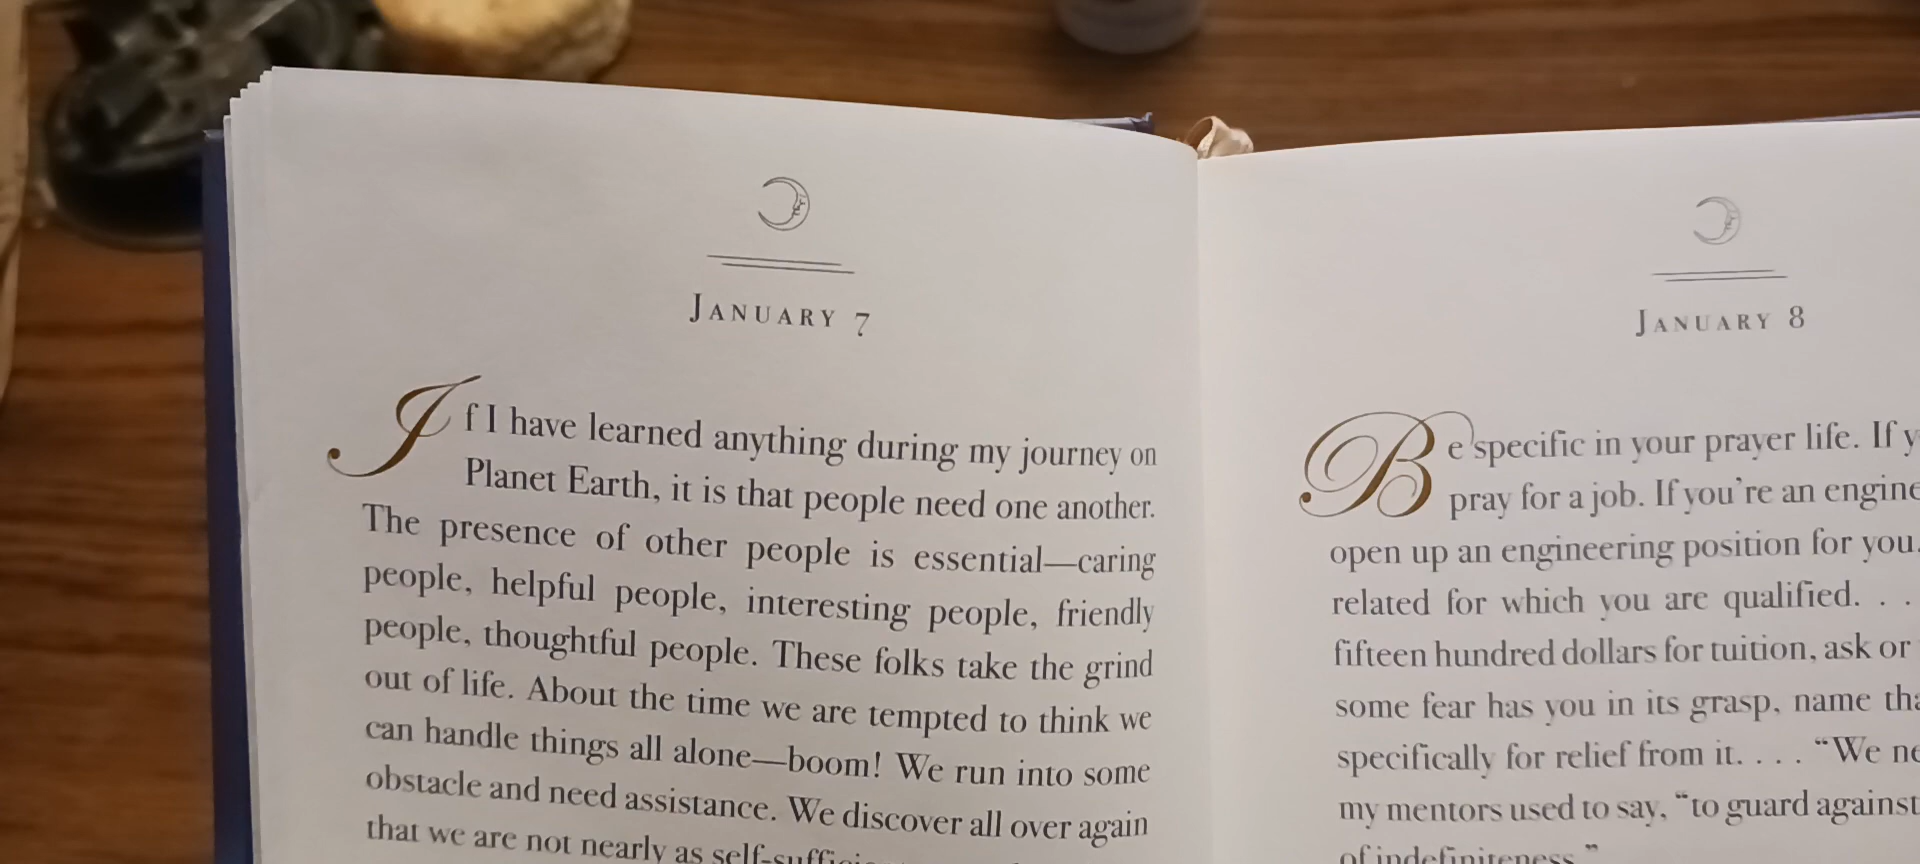 JANUARY 7
If I have learned anything during my journey on
Planet Earth, it is that people need one another.
The presence of other people is essential—caring
people, helpful people, interesting people, friendly
people, thoughtful people. These folks take the grind
out of life. About the time we are tempted to think we
can handle things all alone—boom! We run into some
obstacle and need assistance. We discover all over again
that we are not nearly as
JANUARY 8
Be specific in your prayer life. If
pray for a job. If you're an
open up an engineering position for you.
related for which you are qualified. . .
fifteen hundred dollars for tuition, ask or
some fear has you in its grasp, name
specifically for relief from it. . . . “We
my mentors used to say, “to guard against
of indefiniteness.”